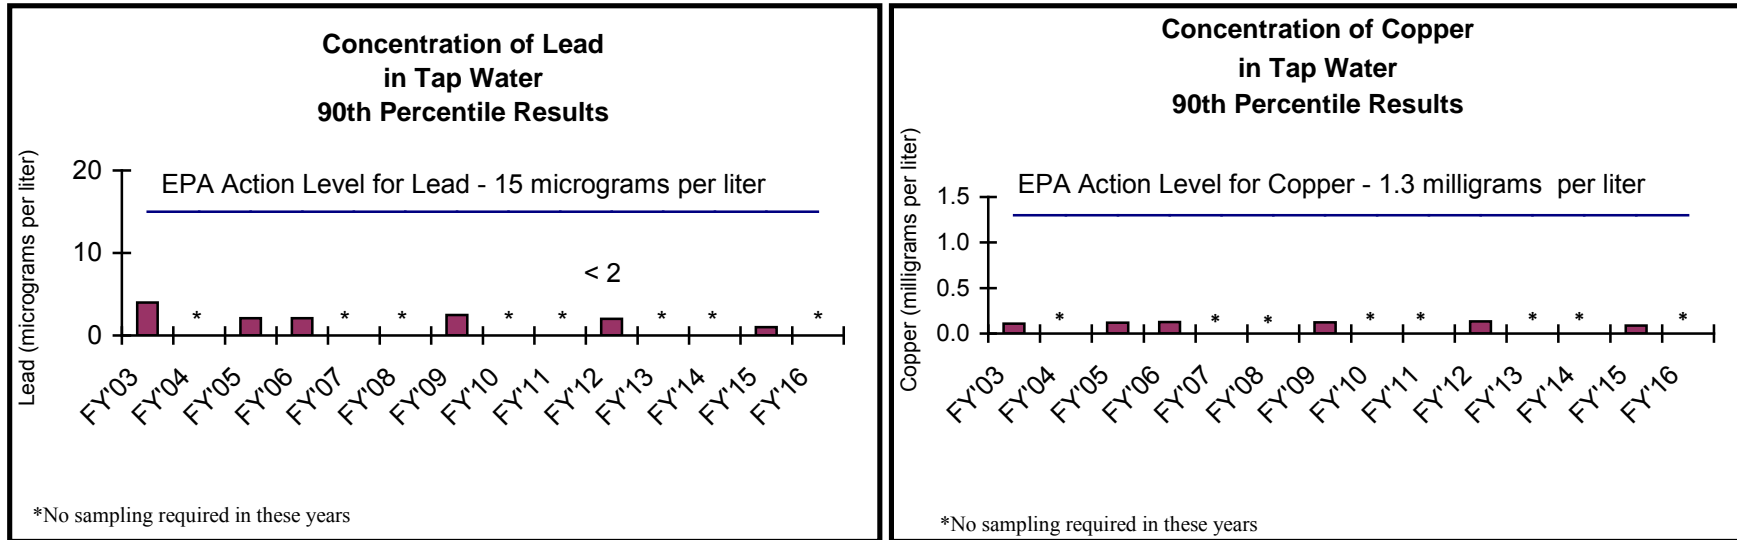 Concentration of Lead
in Tap Water
90th Percentile Results
Lead (micrograms per liter)
20
10
0
EPA Action Level for Lead - 15 micrograms per liter
< 2
* * * * * * * *
FY'03 FY'04 FY'05 FY'06 FY'07 FY'08 FY'09 FY'10 FY'11 FY'12 FY'13 FY'14 FY'15 FY'16
*No sampling required in these years
Concentration of Copper
in Tap Water
90th Percentile Results
Copper (milligrams per liter)
1.5
1.0
0.5
0.0
EPA Action Level for Copper - 1.3 milligrams  per liter
* * * * * * * *
FY'03 FY'04 FY'05 FY'06 FY'07 FY'08 FY'09 FY'10 FY'11 FY'12 FY'13 FY'14 FY'15 FY'16
*No sampling required in these years